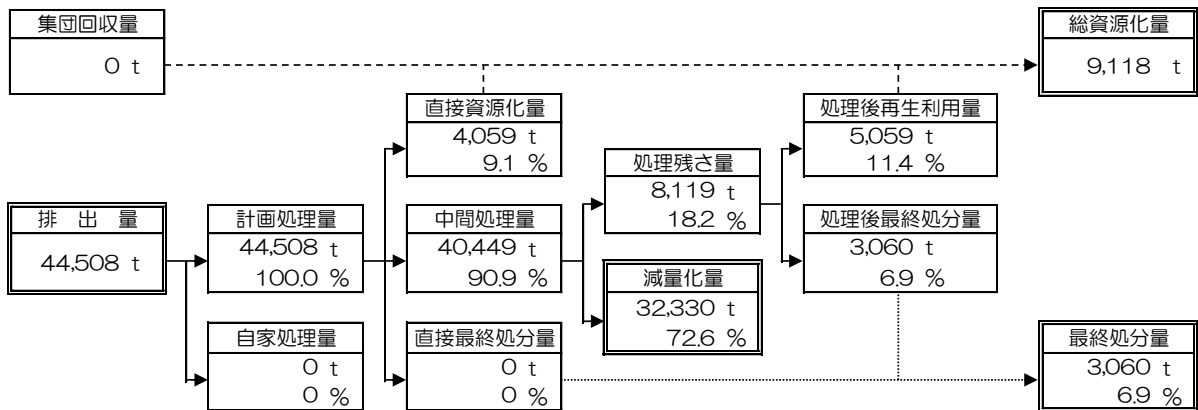 集団回収量
0 t
総資源化量
9,118 t
直接資源化量
4,059 t
9.1 %
処理後再生利用量
5,059 t
11.4 %
処理残さ量
8,119 t
18.2 %
排 出 量
44,508 t
計画処理量
44,508 t
100.0 %
中間処理量
40,449 t
90.9 %
処理後最終処分量
3,060 t
6.9 %
減量化量
32,330 t
72.6 %
自家処理量
0 t
0 %
直接最終処分量
0 t
0 %
最終処分量
3,060 t
6.9 %